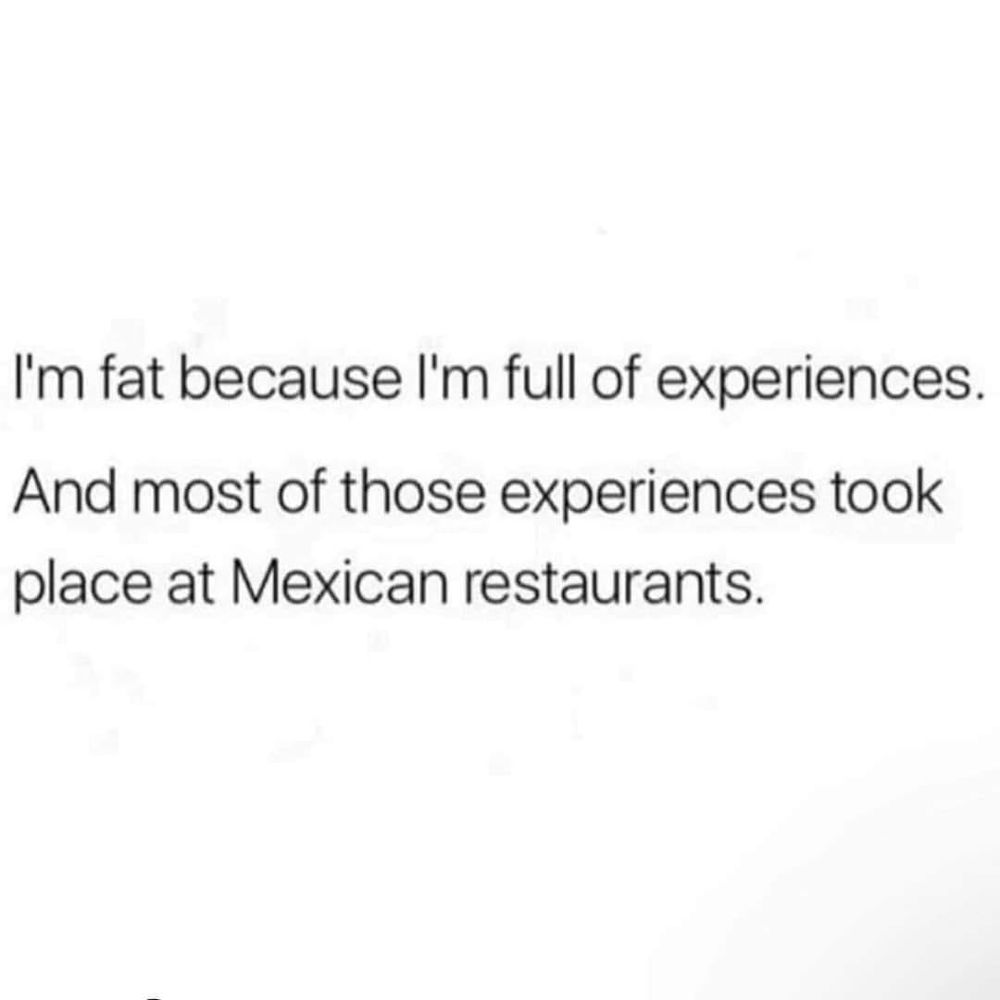 I'm fat because I'm full of experiences.
And most of those experiences took
place at Mexican restaurants.